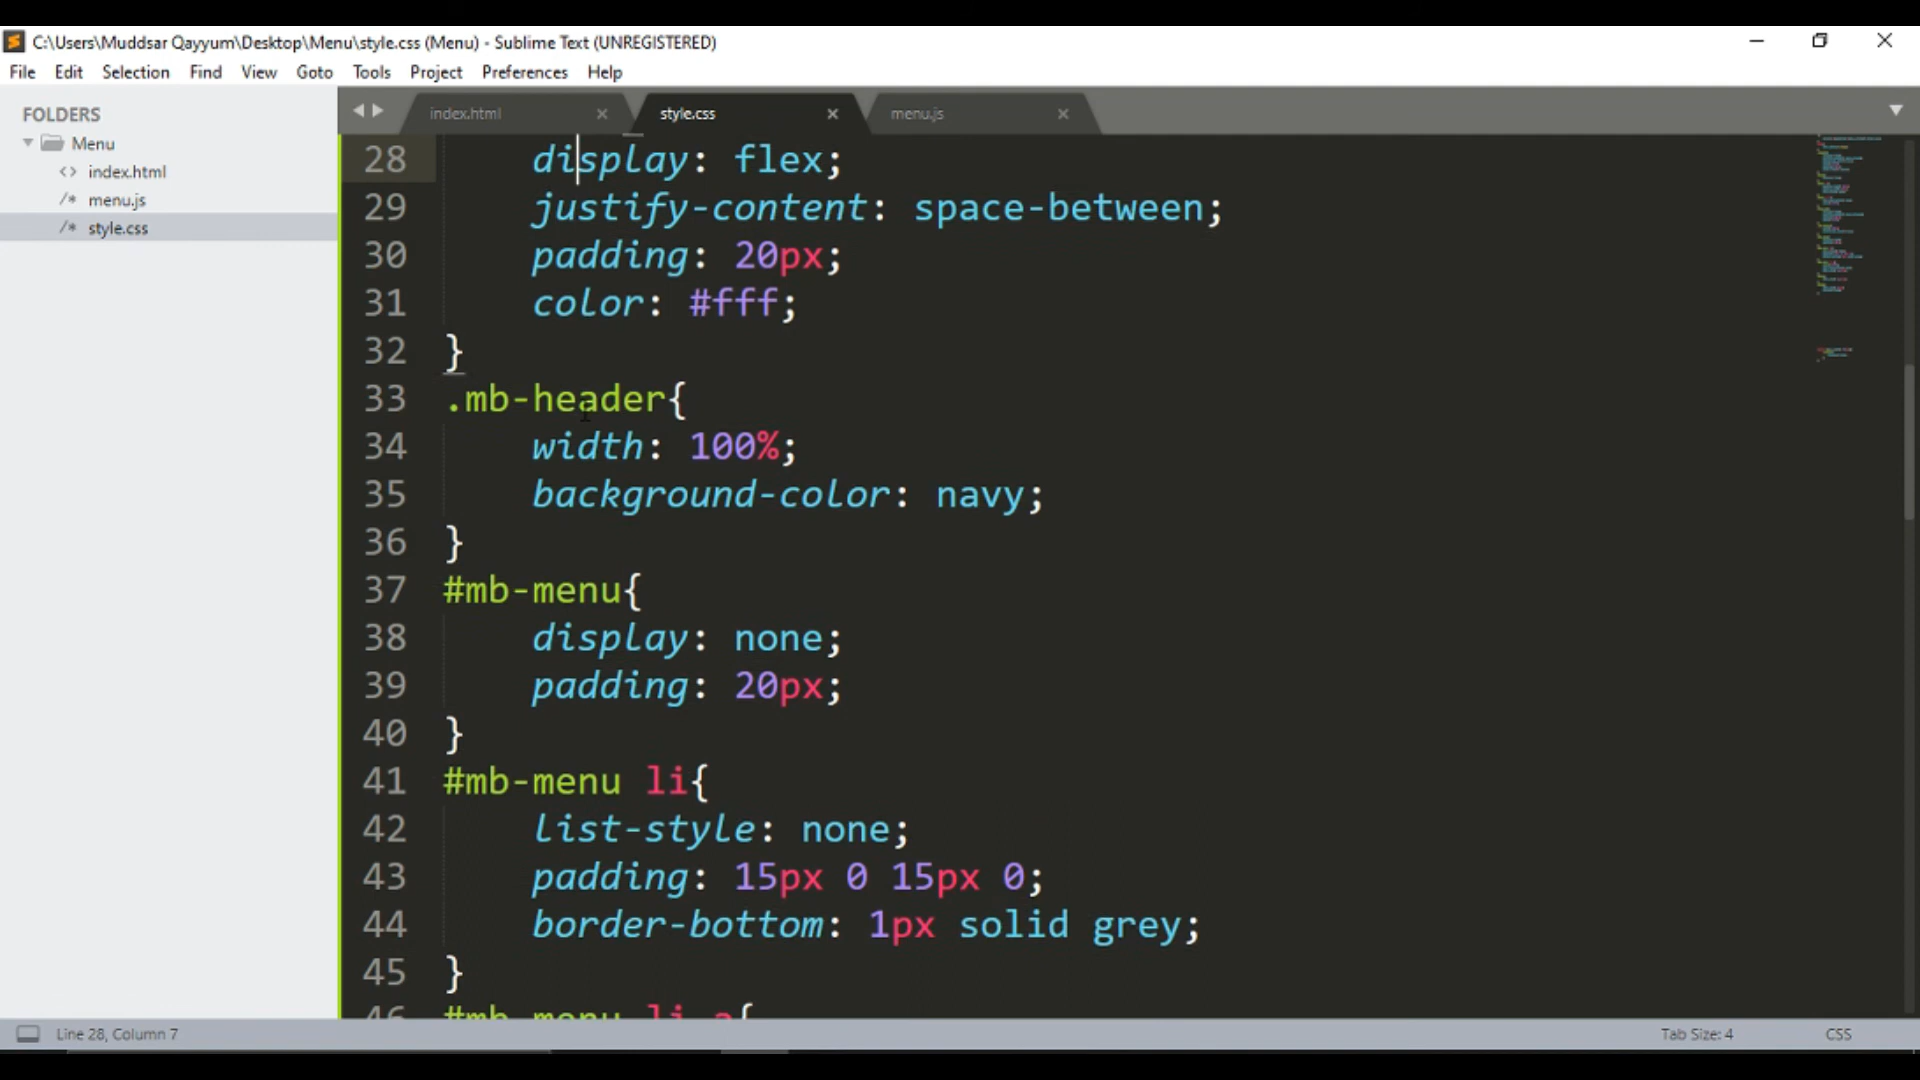 C:\Users\Muddsar Qayyum\Desktop\Menu\style.css (Menu) - Sublime Text (UNREGISTERED)
File Edit Selection Find View Goto Tools Project Preferences Help
FOLDERS
Menu
index.html
menu.js
style.css
index.html style.css menu.js
28 display: flex;
29 justify-content: space-between;
30 padding: 20px;
31 color: #fff;
32 }
33 .mb-header{
34 width: 100%;
35 background-color: navy;
36 }
37 #mb-menu{
38 display: none;
39 padding: 20px;
40 }
41 #mb-menu li{
42 list-style: none;
43 padding: 15px 0 15px 0;
44 border-bottom: 1px solid grey;
45 }
46 #mb-menu li a{
Line 28, Column 7
Tab Size: 4
CSS